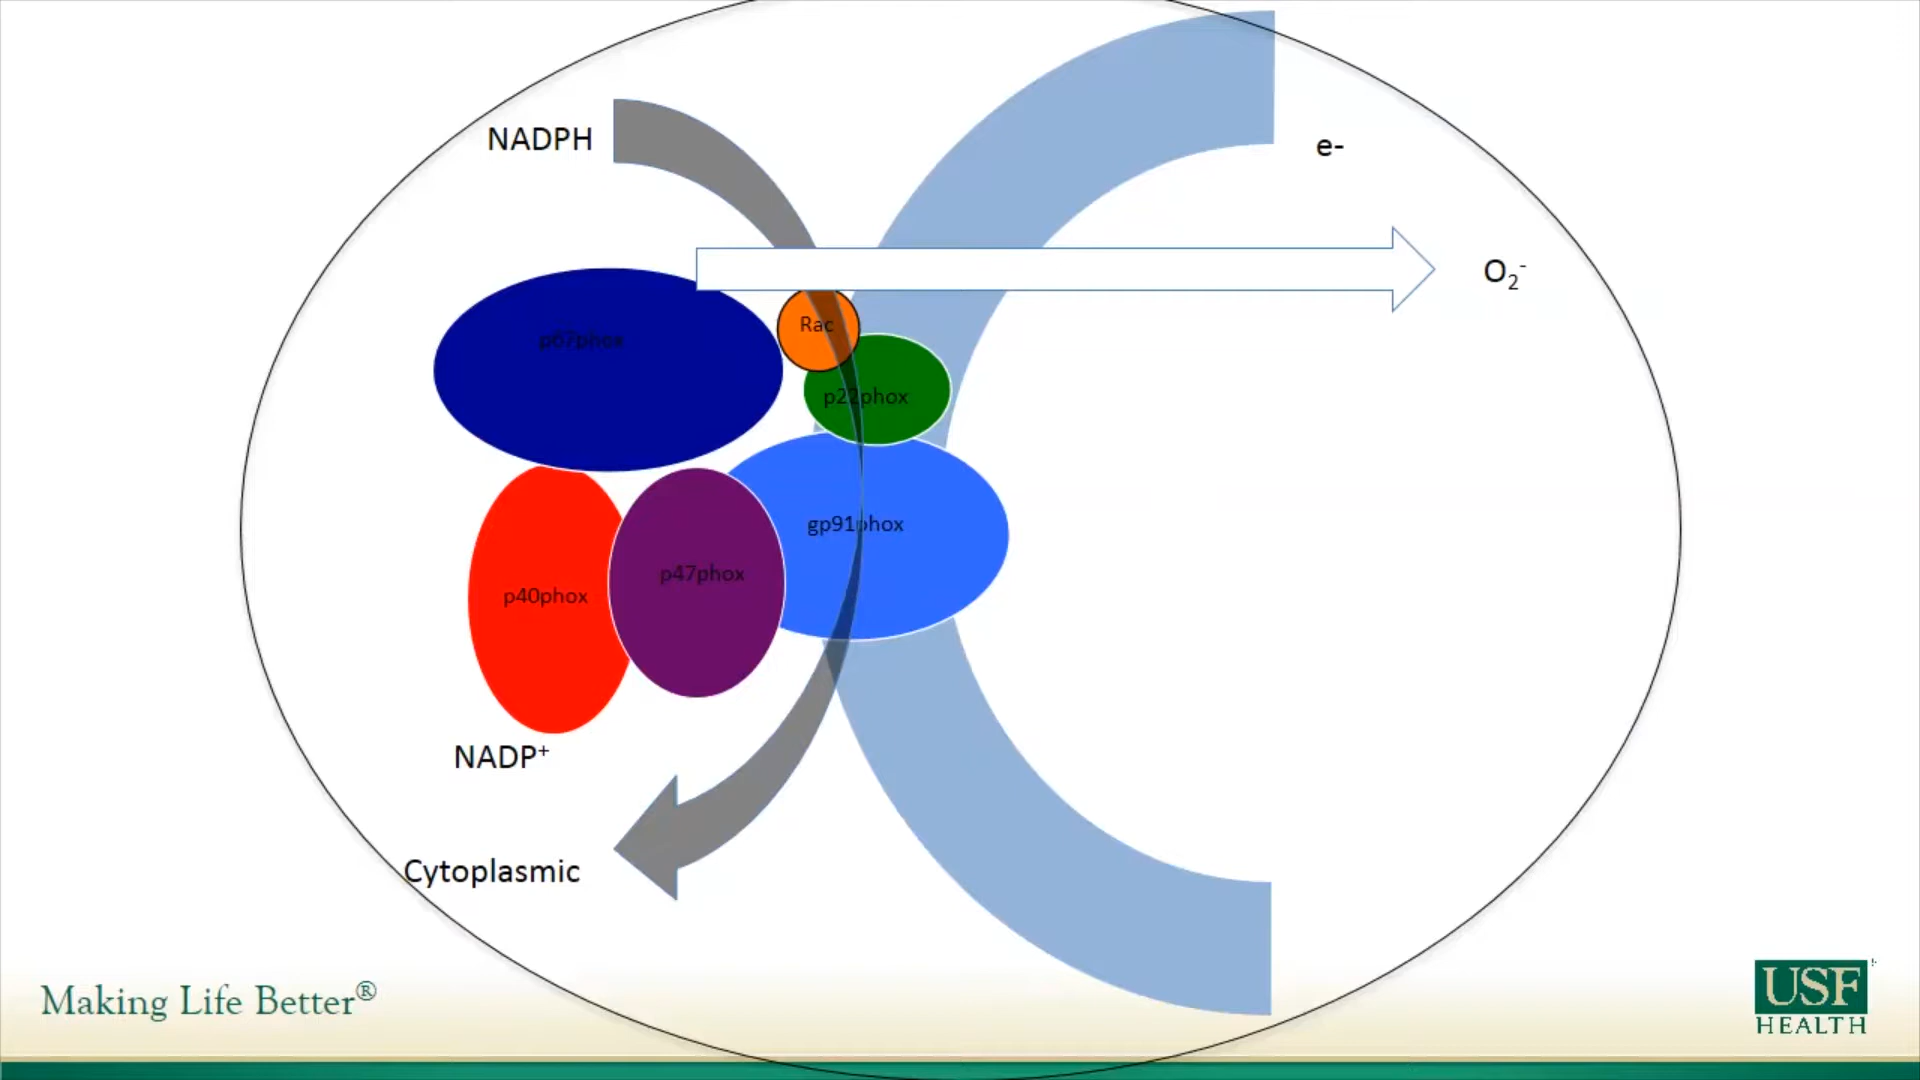 NADPH
e-
O₂⁻
Rac
p67phox
p22phox
gp91phox
p47phox
p40phox
NADP⁺
Cytoplasmic
Making Life Better®
USF
HEALTH